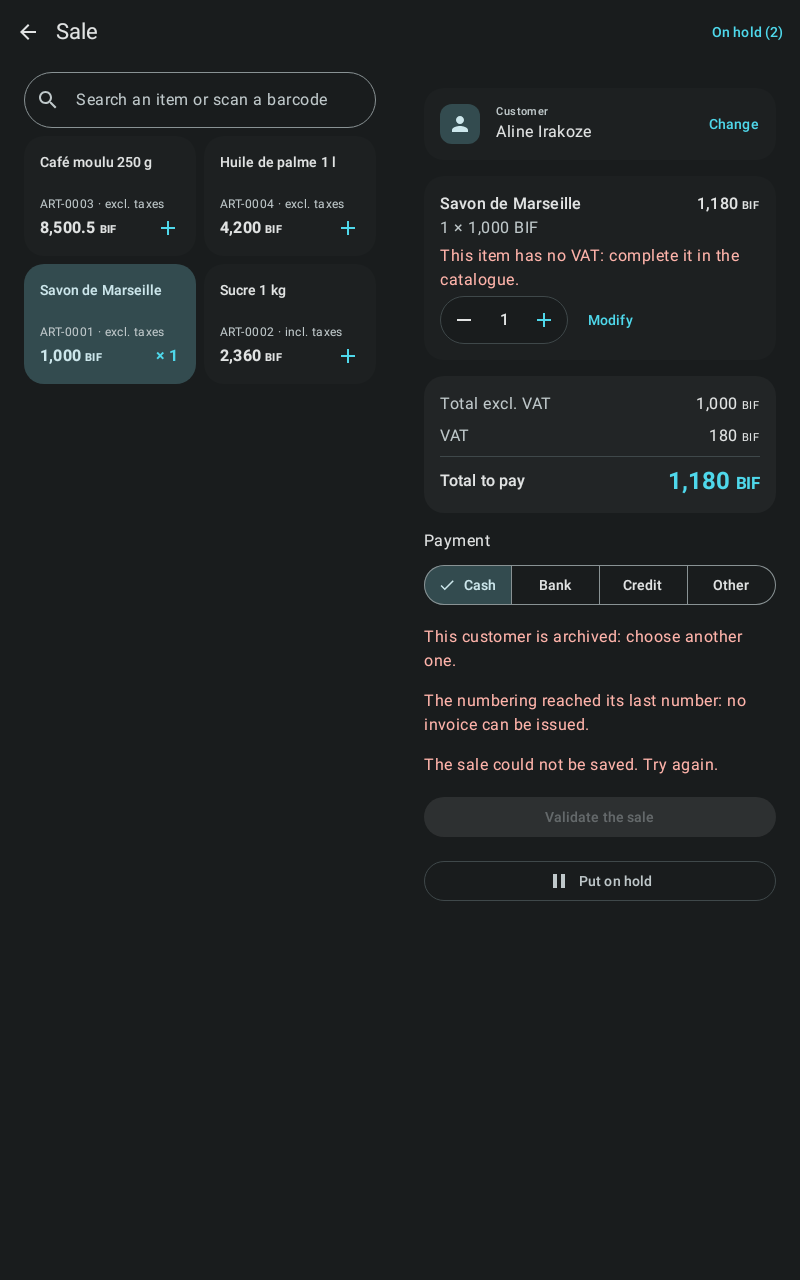 Sale
On hold (2)
Search an item or scan a barcode
Café moulu 250 g
ART-0003 · excl. taxes
8,500.5 BIF
Huile de palme 1 l
ART-0004 · excl. taxes
4,200 BIF
Savon de Marseille
ART-0001 · excl. taxes
1,000 BIF × 1
Sucre 1 kg
ART-0002 · incl. taxes
2,360 BIF
Customer
Aline Irakoze
Change
Savon de Marseille 1,180 BIF
1 × 1,000 BIF
This item has no VAT: complete it in the
catalogue.
1
Modify
Total excl. VAT 1,000 BIF
VAT 180 BIF
Total to pay 1,180 BIF
Payment
Cash Bank Credit Other
This customer is archived: choose another
one.
The numbering reached its last number: no
invoice can be issued.
The sale could not be saved. Try again.
Validate the sale
Put on hold